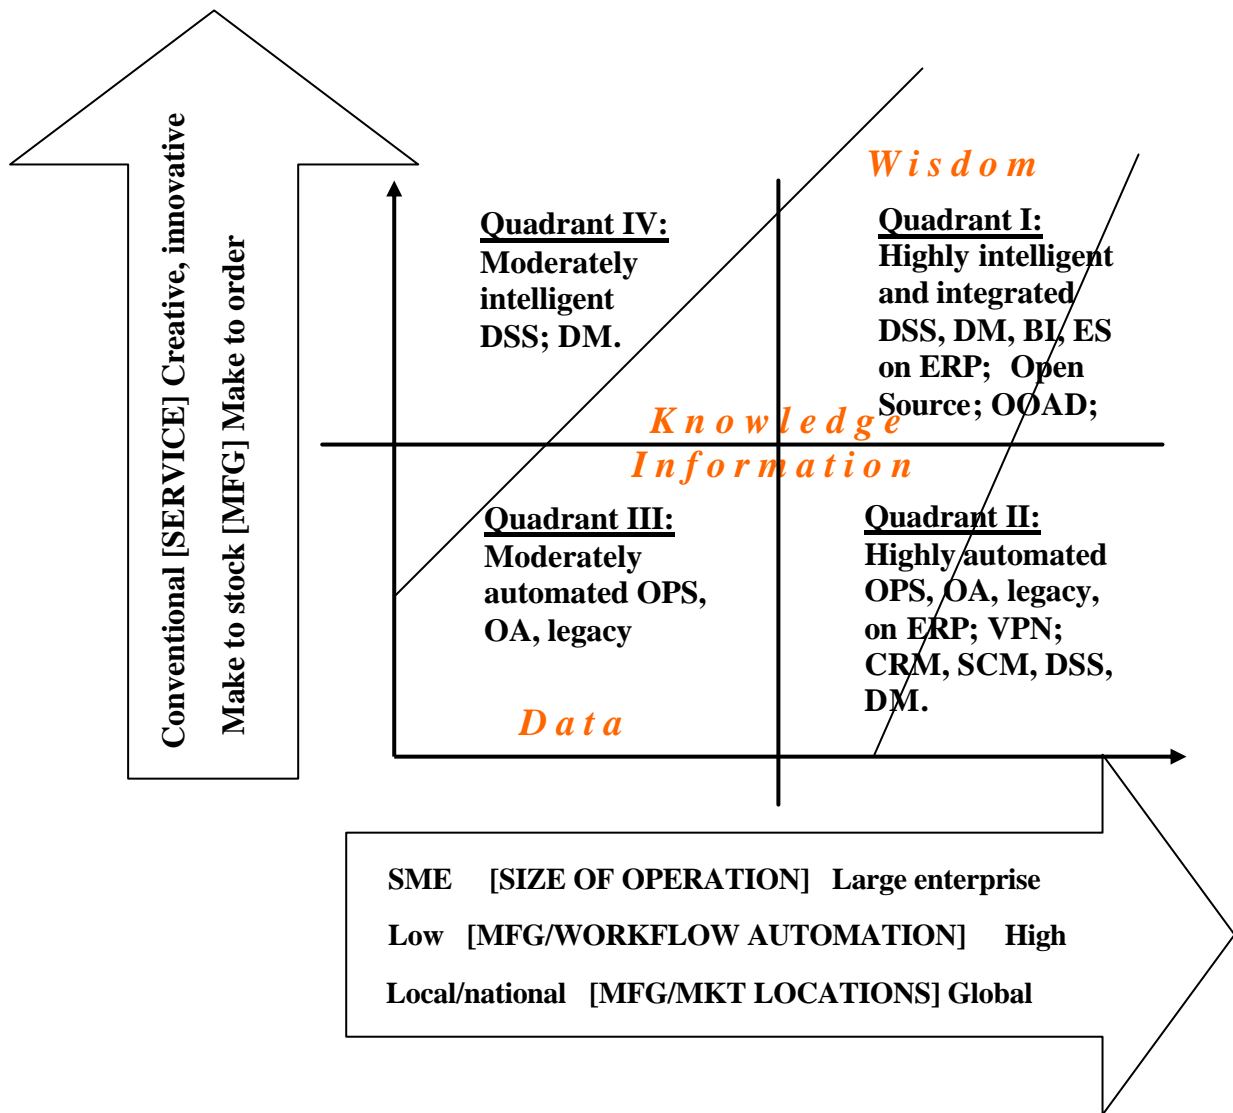 Conventional [SERVICE] Creative, innovative
Make to stock [MFG] Make to order
Wisdom
Quadrant IV:
Moderately
intelligent
DSS; DM.
Quadrant I:
Highly intelligent
and integrated
DSS, DM, BI, ES
on ERP; Open
Source; OOAD;
Knowledge
Information
Quadrant III:
Moderately
automated OPS,
OA, legacy
Quadrant II:
Highly automated
OPS, OA, legacy,
on ERP; VPN;
CRM, SCM, DSS,
DM.
Data
SME [SIZE OF OPERATION] Large enterprise
Low [MFG/WORKFLOW AUTOMATION] High
Local/national [MFG/MKT LOCATIONS] Global